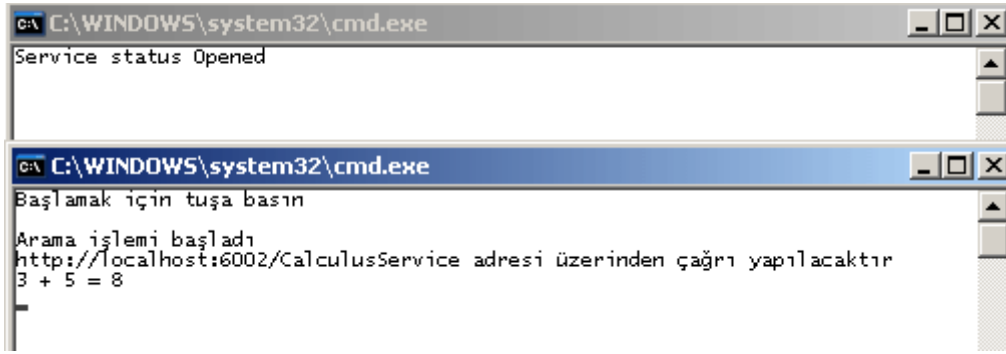 C:\WINDOWS\system32\cmd.exe
Service status Opened
C:\WINDOWS\system32\cmd.exe
Başlamak için tuşa basın
Arama işlemi başladı
http://localhost:6002/CalculusService adresi üzerinden çağrı yapılacaktır
3 + 5 = 8